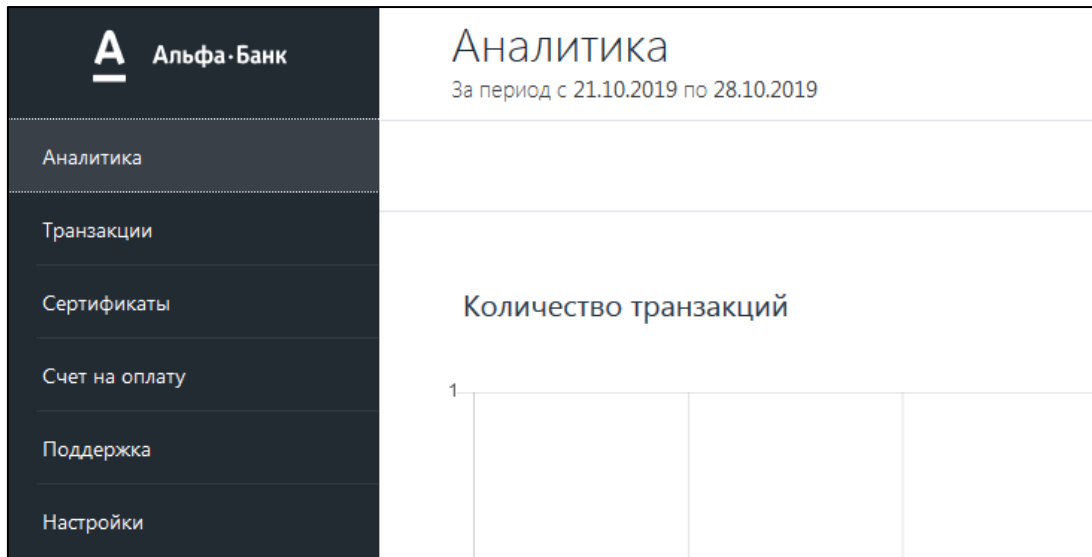 А Альфа·Банк
Аналитика
Транзакции
Сертификаты
Счет на оплату
Поддержка
Настройки
Аналитика
За период с 21.10.2019 по 28.10.2019
Количество транзакций
1